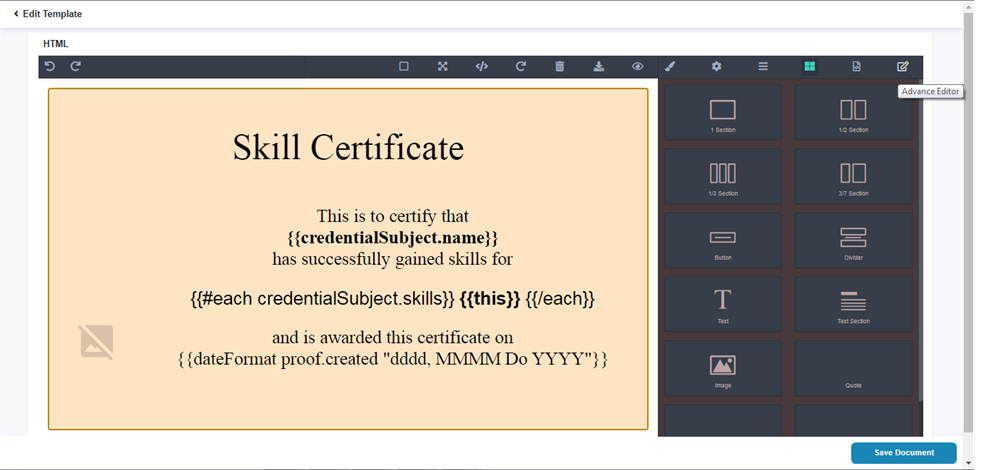 Edit Template
HTML
Advance Editor
Skill Certificate
This is to certify that
{{credentialSubject.name}}
has successfully gained skills for
{{#each credentialSubject.skills}} {{this}} {{/each}}
and is awarded this certificate on
{{dateFormat proof.created "dddd, MMMM Do YYYY"}}
1 Section
1/2 Section
1/3 Section
3/7 Section
Button
Divider
Text
Text Section
Image
Quote
Save Document